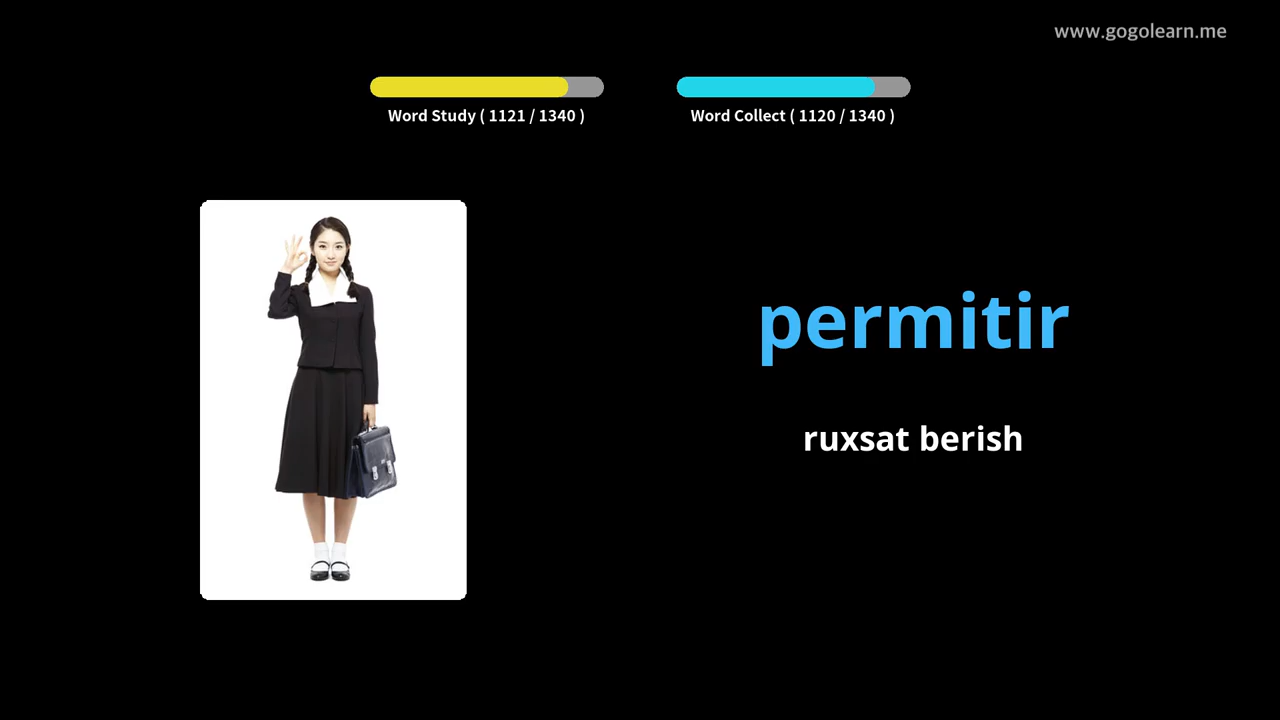 www.gogolearn.me
Word Study ( 1121 / 1340 )
Word Collect ( 1120 / 1340 )
permitir
ruxsat berish